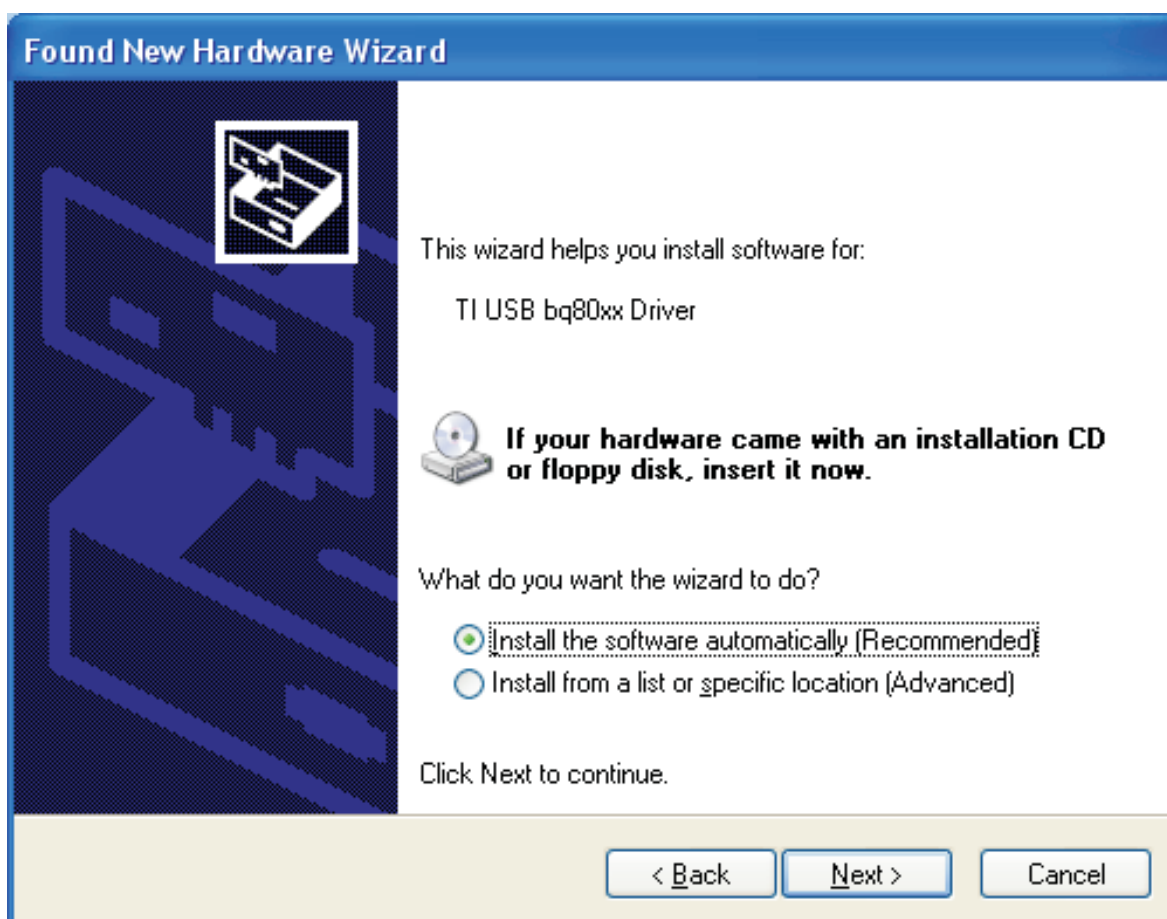 Found New Hardware Wizard
This wizard helps you install software for:
TI USB bq80xx Driver
If your hardware came with an installation CD
or floppy disk, insert it now.
What do you want the wizard to do?
Install the software automatically (Recommended)
Install from a list or specific location (Advanced)
Click Next to continue.
< Back
Next >
Cancel